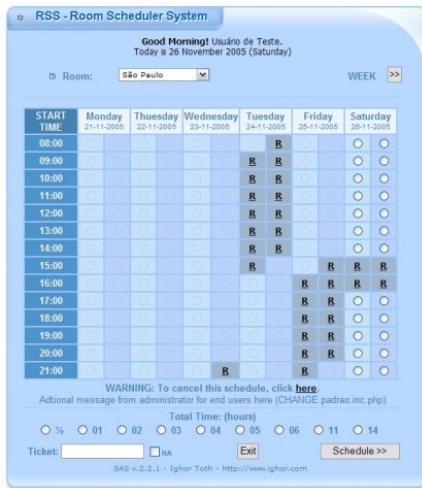 RSS - Room Scheduler System
Good Morning! Usuário de Teste.
Today is 26 November 2005 (Saturday)
Room: São Paulo WEEK >>
START TIME Monday Thuesday Wednesday Tuesday Friday Saturday
21-11-2005 22-11-2005 23-11-2005 24-11-2005 25-11-2005 26-11-2005
08:00 R
09:00 R R
10:00 R R
11:00 R R
12:00 R R
13:00 R R
14:00 R R
15:00 R R R R
16:00 R R R R
17:00 R R
18:00 R R
19:00 R R
20:00 R R
21:00 R R
WARNING: To cancel this schedule, click here.
Adtional message from administrator for end users here (CHANGE padrao.inc.php)
Total Time: (hours)
½ 01 02 03 04 05 06 11 14
Ticket: NA Exit Schedule >>
SAS v.2.2.1 - Ighor Toth - http://www.ighor.com